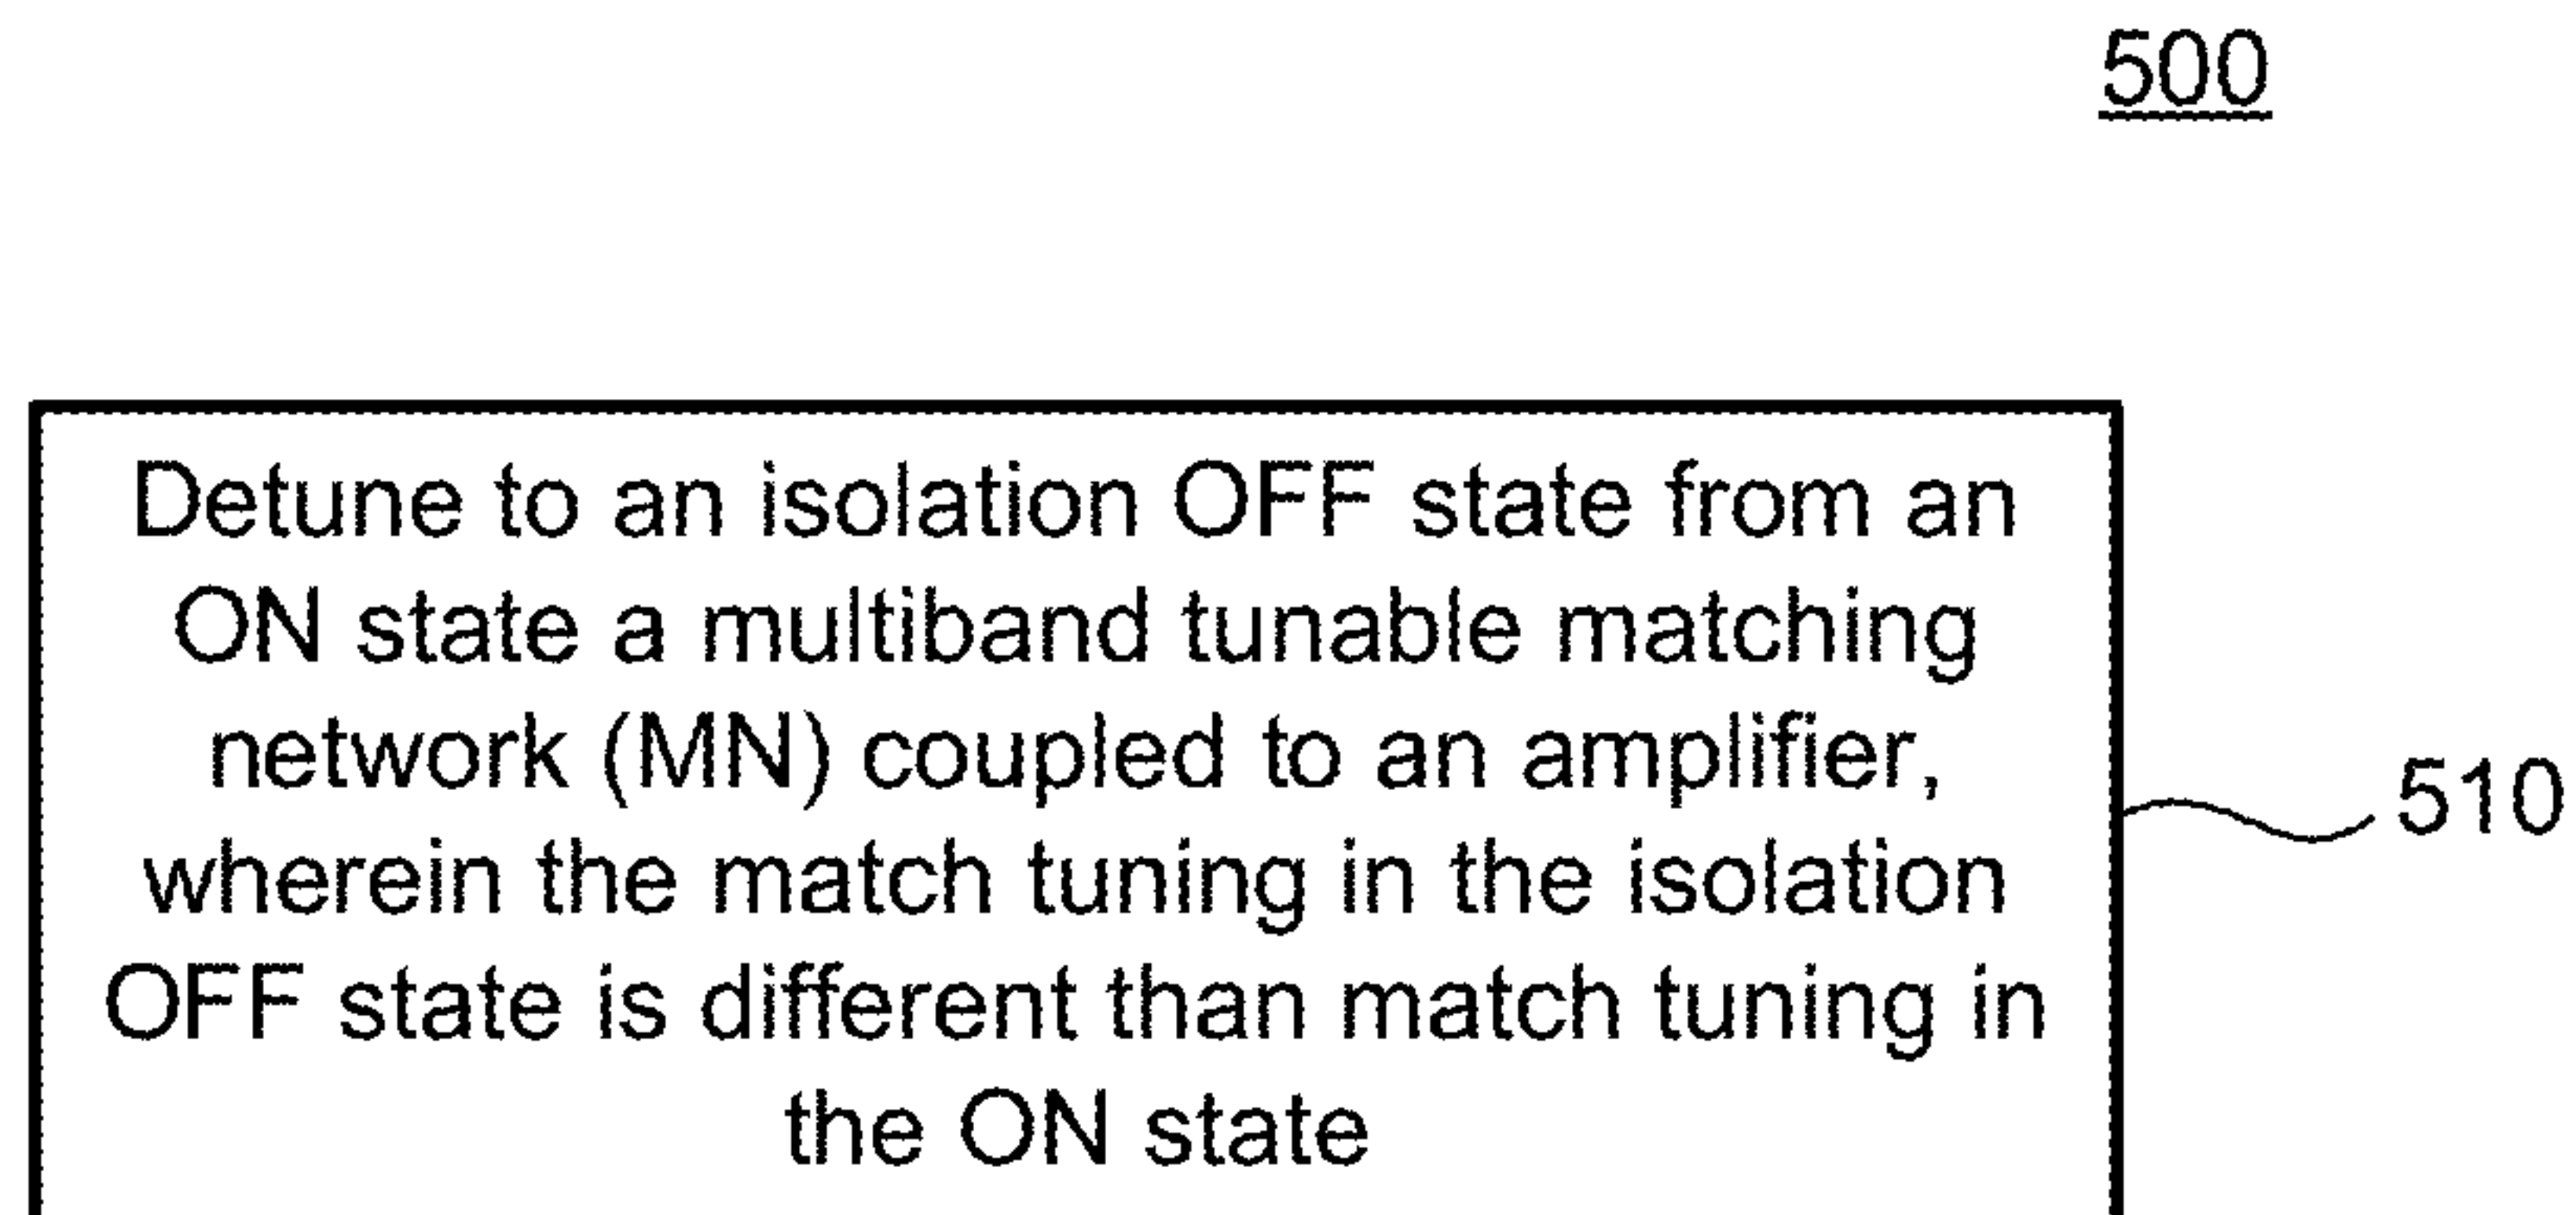 500
Detune to an isolation OFF state from an
ON state a multiband tunable matching
network (MN) coupled to an amplifier,
wherein the match tuning in the isolation
OFF state is different than match tuning in
the ON state
510